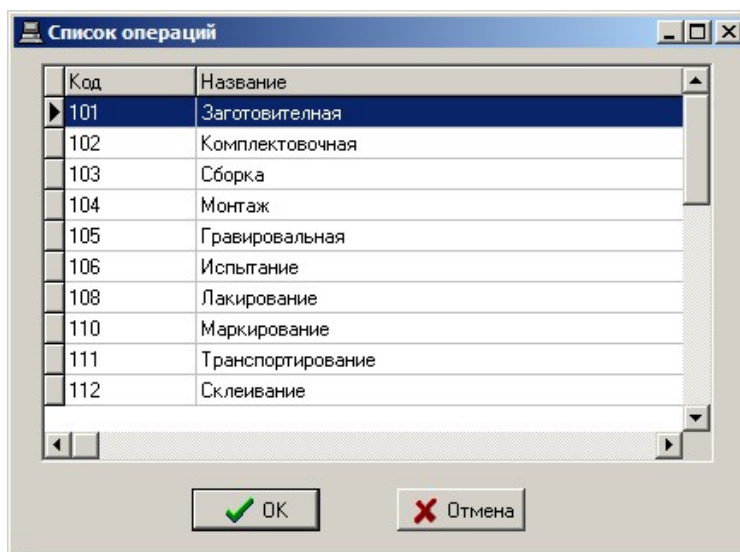 Список операций
Код Название
101 Заготовителная
102 Комплектовочная
103 Сборка
104 Монтаж
105 Гравировальная
106 Испытание
108 Лакирование
110 Маркирование
111 Транспортирование
112 Склеивание
OK Отмена